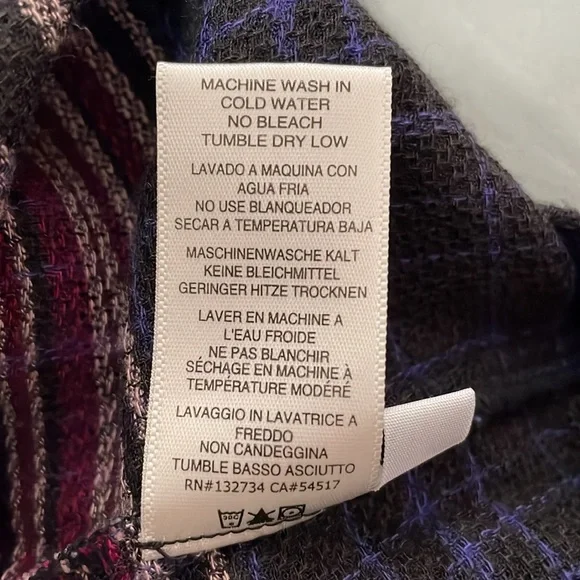 MACHINE WASH IN
COLD WATER
NO BLEACH
TUMBLE DRY LOW
LAVADO A MAQUINA CON
AGUA FRIA
NO USE BLANQUEADOR
SECAR A TEMPERATURA BAJA
MASCHINENWASCHE KALT
KEINE BLEICHMITTEL
GERINGER HITZE TROCKNEN
LAVER EN MACHINE A
L'EAU FROIDE
NE PAS BLANCHIR
SÉCHAGE EN MACHINE À
TEMPÉRATURE MODÉRÉ
LAVAGGIO IN LAVATRICE A
FREDDO
NON CANDEGGINA
TUMBLE BASSO ASCIUTTO
RN#132734 CA#54517